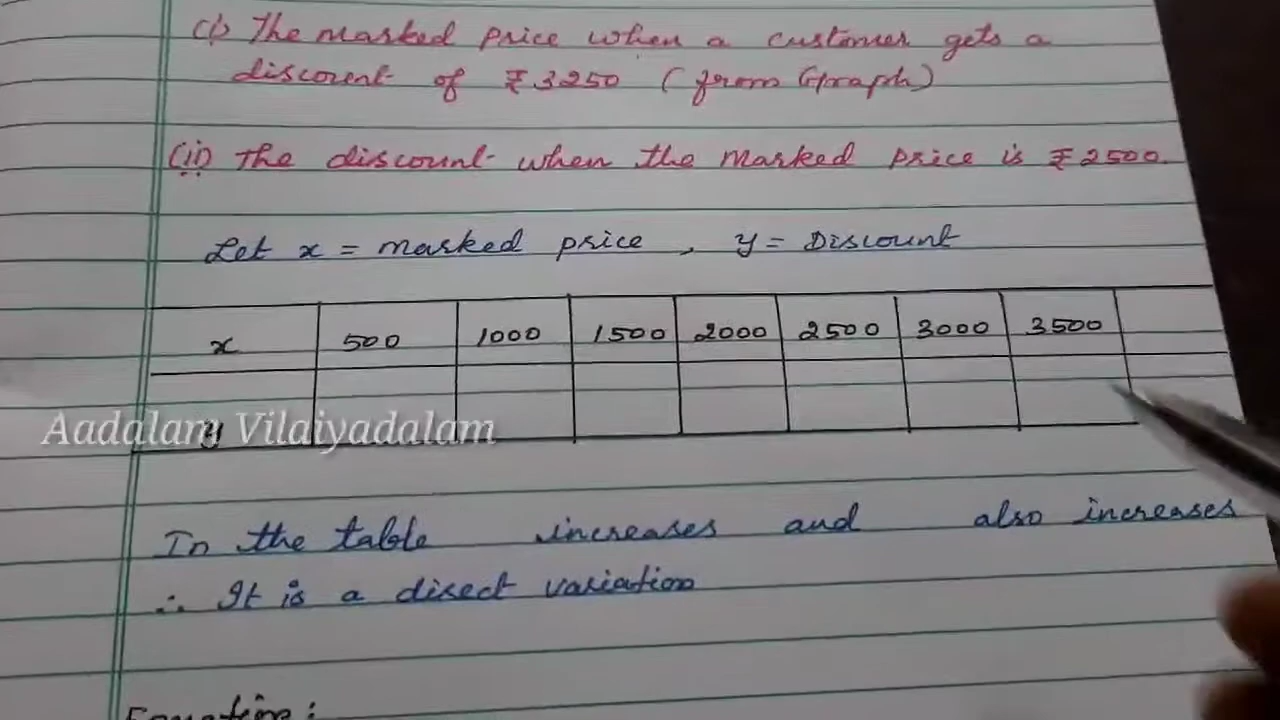 (i) The marked price when a customer gets a
discount of ₹3250 (from Graph)
(ii) the discount when the marked price is ₹2500.
Let x = marked price , y = Discount
x 500 1000 1500 2000 2500 3000 3500
y
Aadalam Vilaiyadalam
In the table increases and also increases
∴ It is a direct variation
Equation :